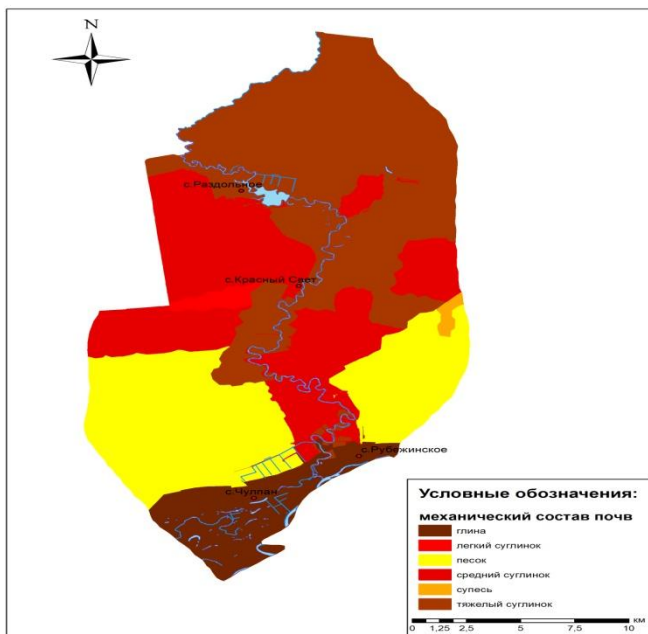 N
с.Раздольное
с.Красный Свет
с.Рубежинское
с.Чулпан
Условные обозначения:
механический состав почв
глина
легкий суглинок
песок
средний суглинок
супесь
тяжелый суглинок
км
0 1,25 2,5 5 7,5 10